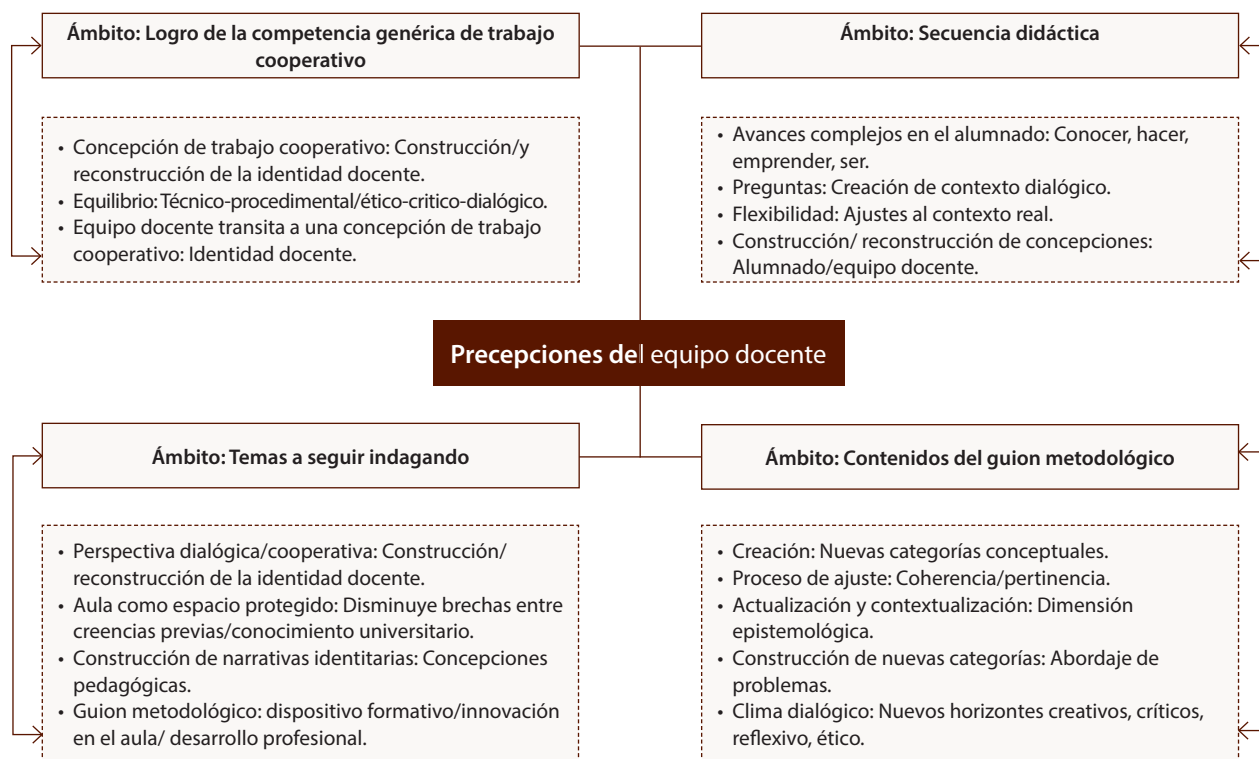 Ámbito: Logro de la competencia genérica de trabajo
cooperativo
• Concepción de trabajo cooperativo: Construcción/y
reconstrucción de la identidad docente.
• Equilibrio: Técnico-procedimental/ético-critico-dialógico.
• Equipo docente transita a una concepción de trabajo
cooperativo: Identidad docente.
Ámbito: Secuencia didáctica
• Avances complejos en el alumnado: Conocer, hacer,
emprender, ser.
• Preguntas: Creación de contexto dialógico.
• Flexibilidad: Ajustes al contexto real.
• Construcción/ reconstrucción de concepciones:
Alumnado/equipo docente.
Precepciones del equipo docente
Ámbito: Temas a seguir indagando
• Perspectiva dialógica/cooperativa: Construcción/
reconstrucción de la identidad docente.
• Aula como espacio protegido: Disminuye brechas entre
creencias previas/conocimiento universitario.
• Construcción de narrativas identitarias: Concepciones
pedagógicas.
• Guion metodológico: dispositivo formativo/innovación
en el aula/ desarrollo profesional.
Ámbito: Contenidos del guion metodológico
• Creación: Nuevas categorías conceptuales.
• Proceso de ajuste: Coherencia/pertinencia.
• Actualización y contextualización: Dimensión
epistemológica.
• Construcción de nuevas categorías: Abordaje de
problemas.
• Clima dialógico: Nuevos horizontes creativos, críticos,
reflexivo, ético.